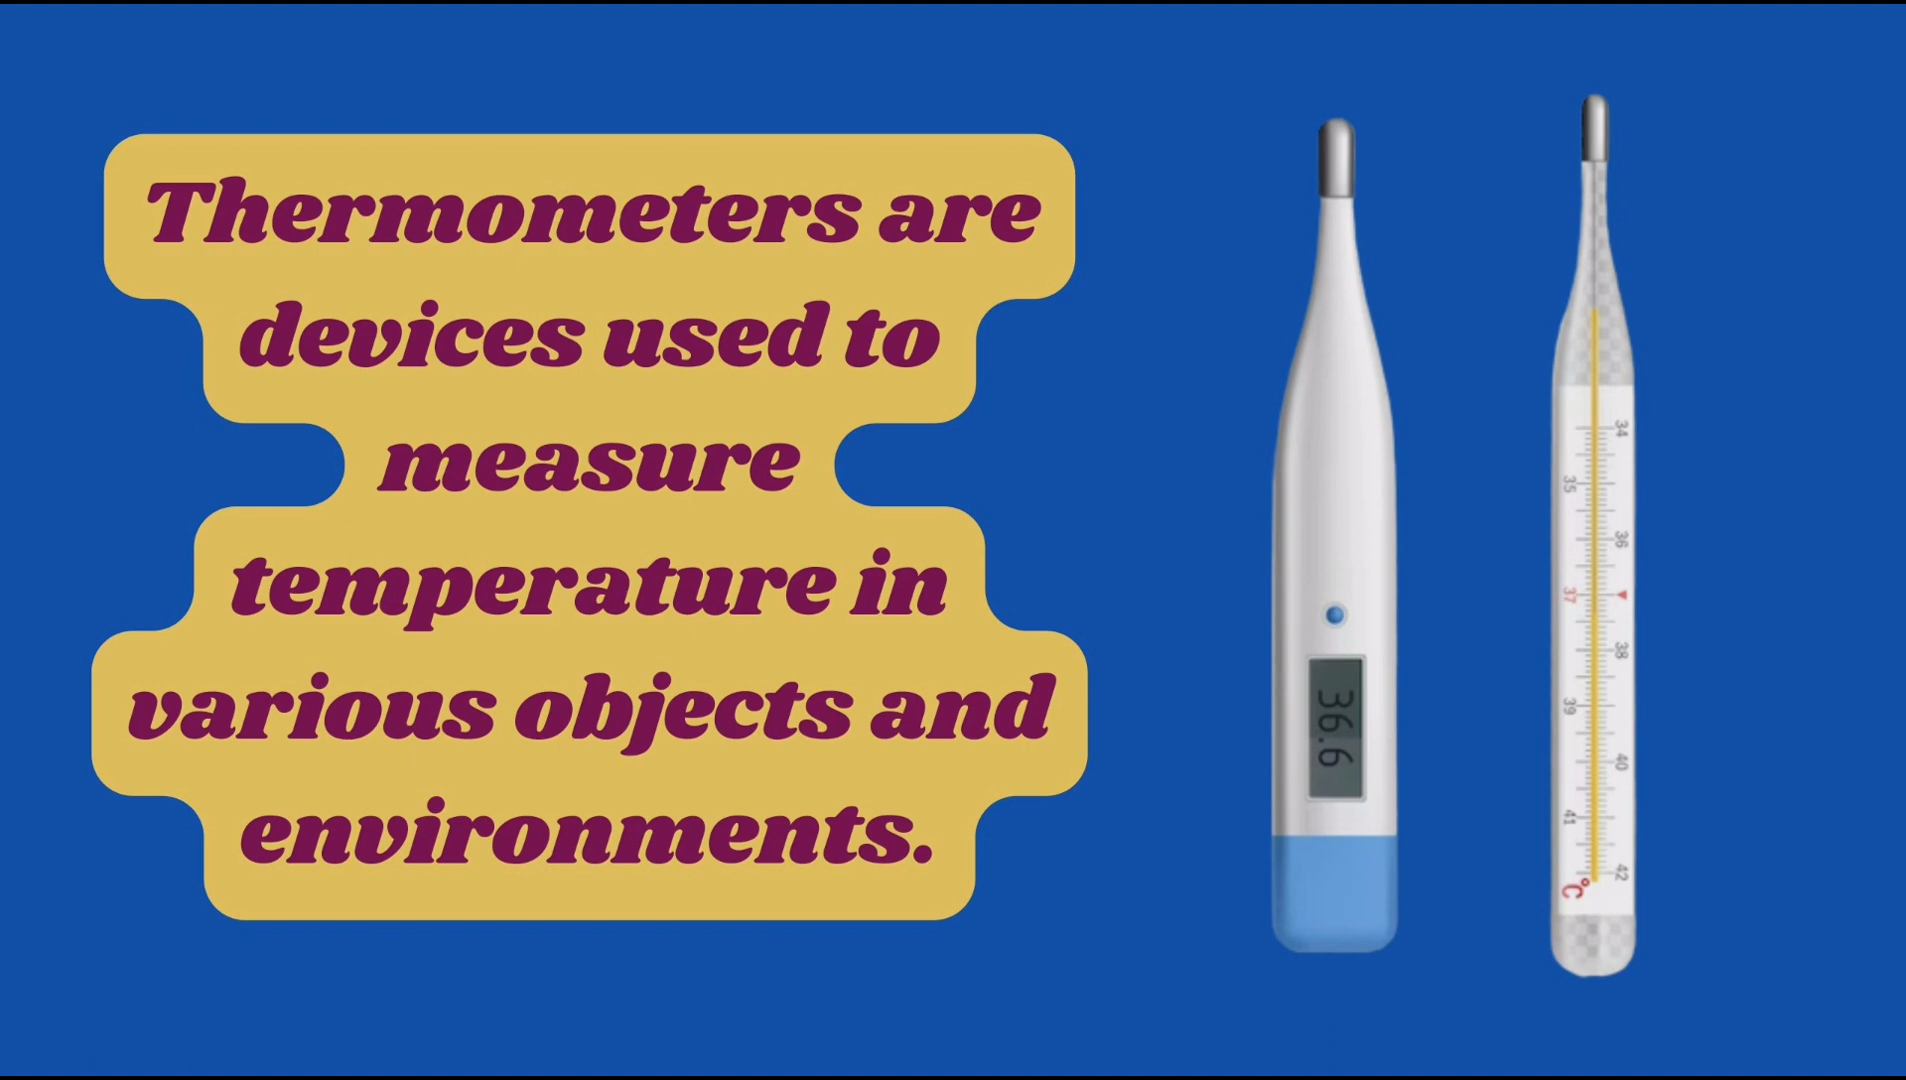 Thermometers are
devices used to
measure
temperature in
various objects and
environments.
36.6
34
35
36
37
38
39
40
41
42
°C